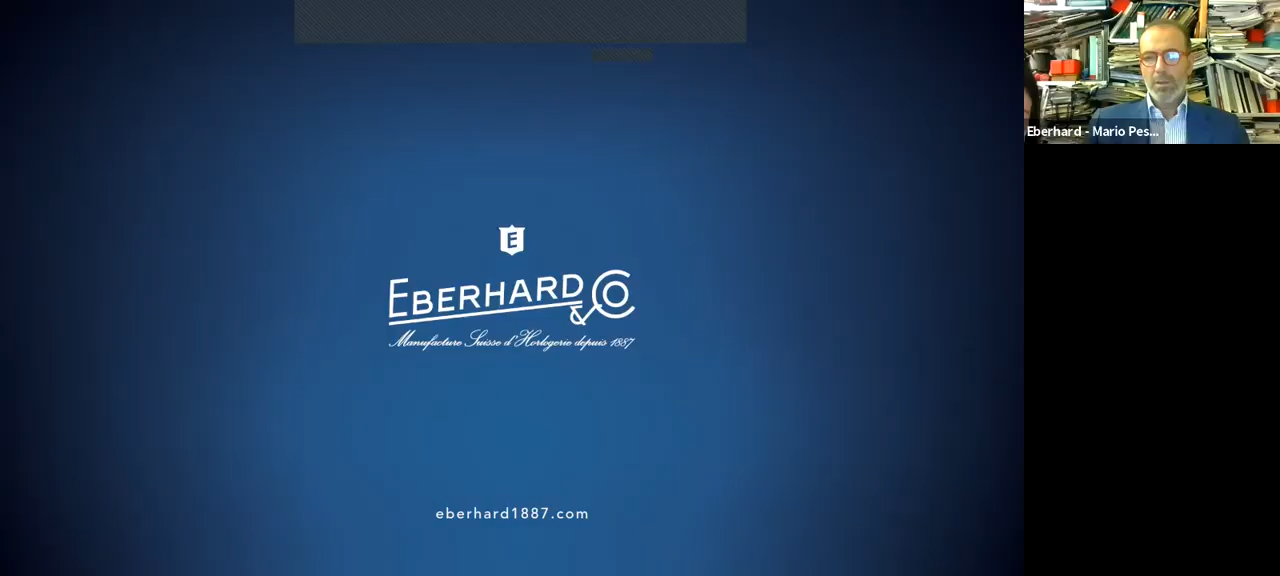 E
EBERHARD & CO
Manufacture Suisse d'Horlogerie depuis 1887
eberhard1887.com
Eberhard - Mario Pes...